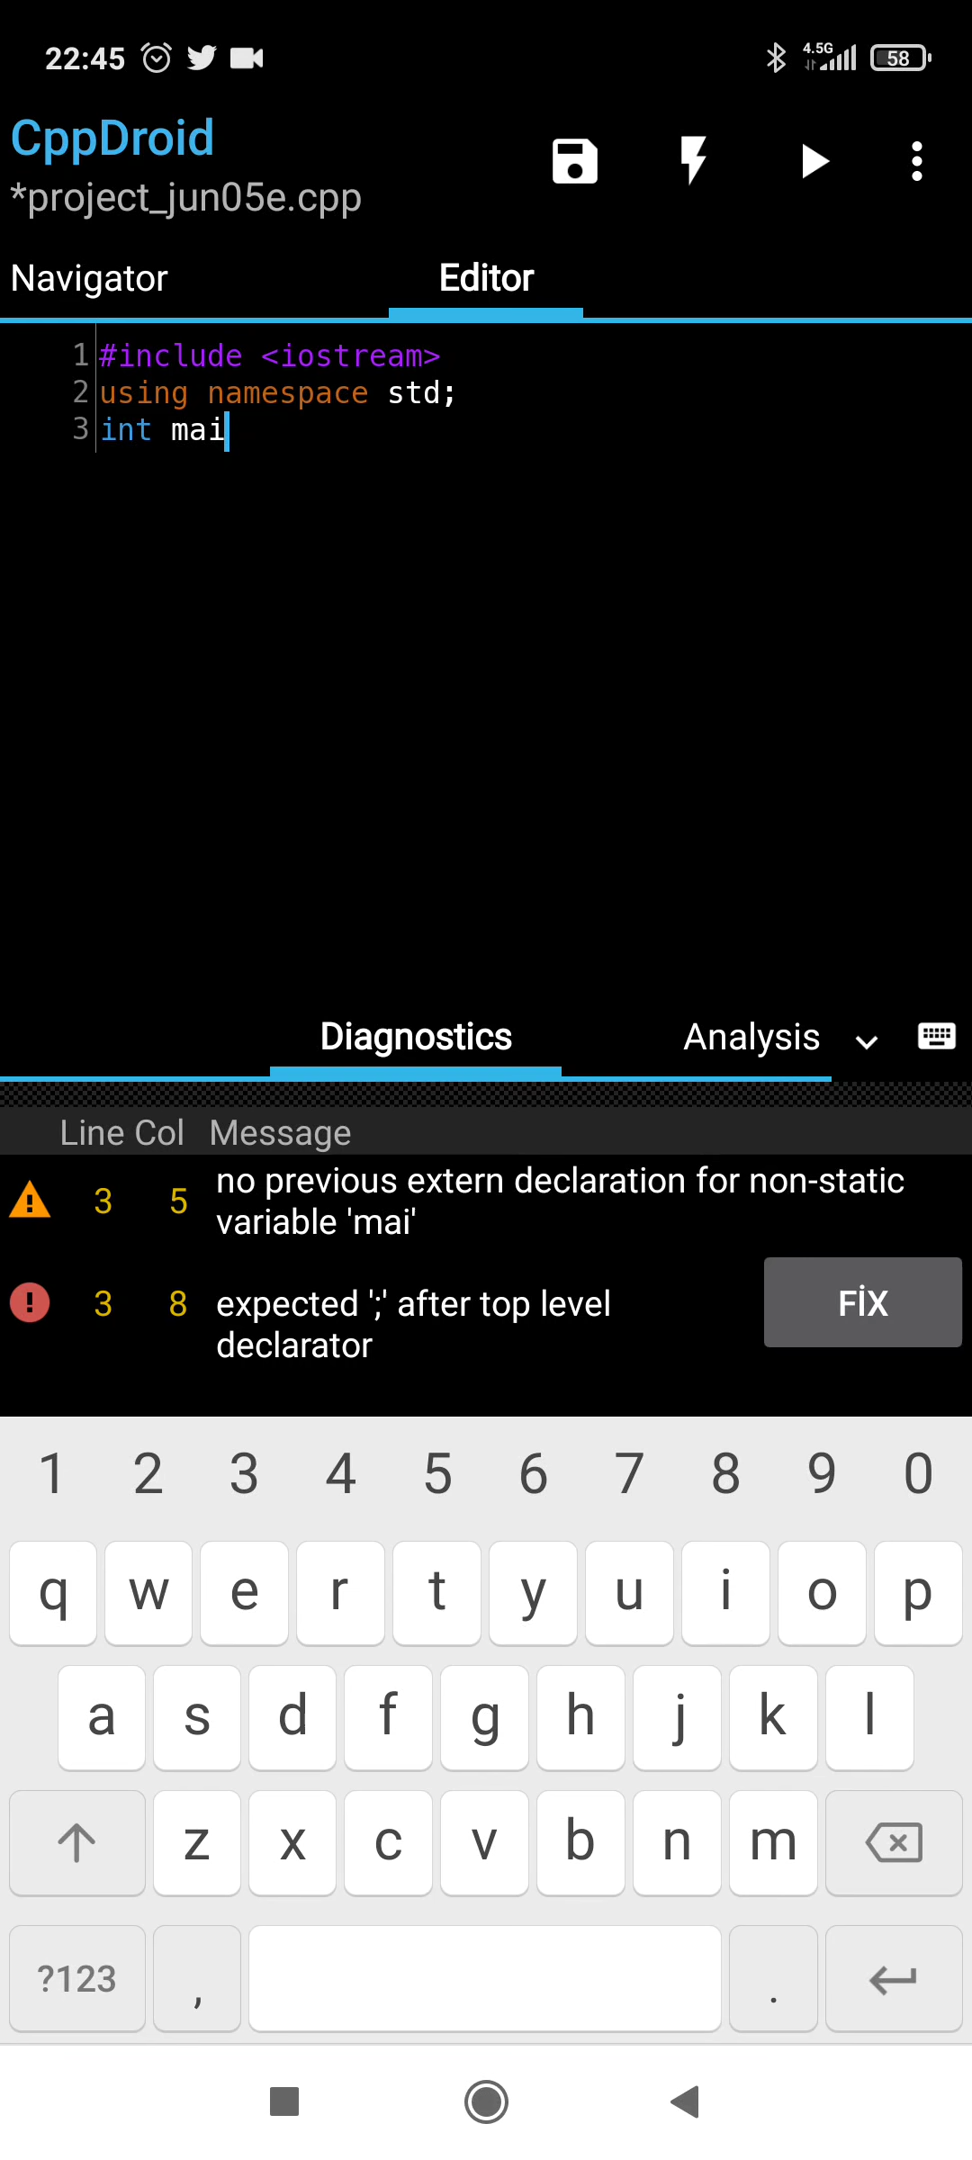 22:45 4.5G 58
CppDroid
*project_jun05e.cpp
Navigator Editor
1 #include <iostream>
2 using namespace std;
3 int mai
Diagnostics Analysis
Line Col Message
3 5 no previous extern declaration for non-static
variable 'mai'
3 8 expected ';' after top level
declarator
FİX
1 2 3 4 5 6 7 8 9 0
q w e r t y u i o p
a s d f g h j k l
z x c v b n m
?123 , .